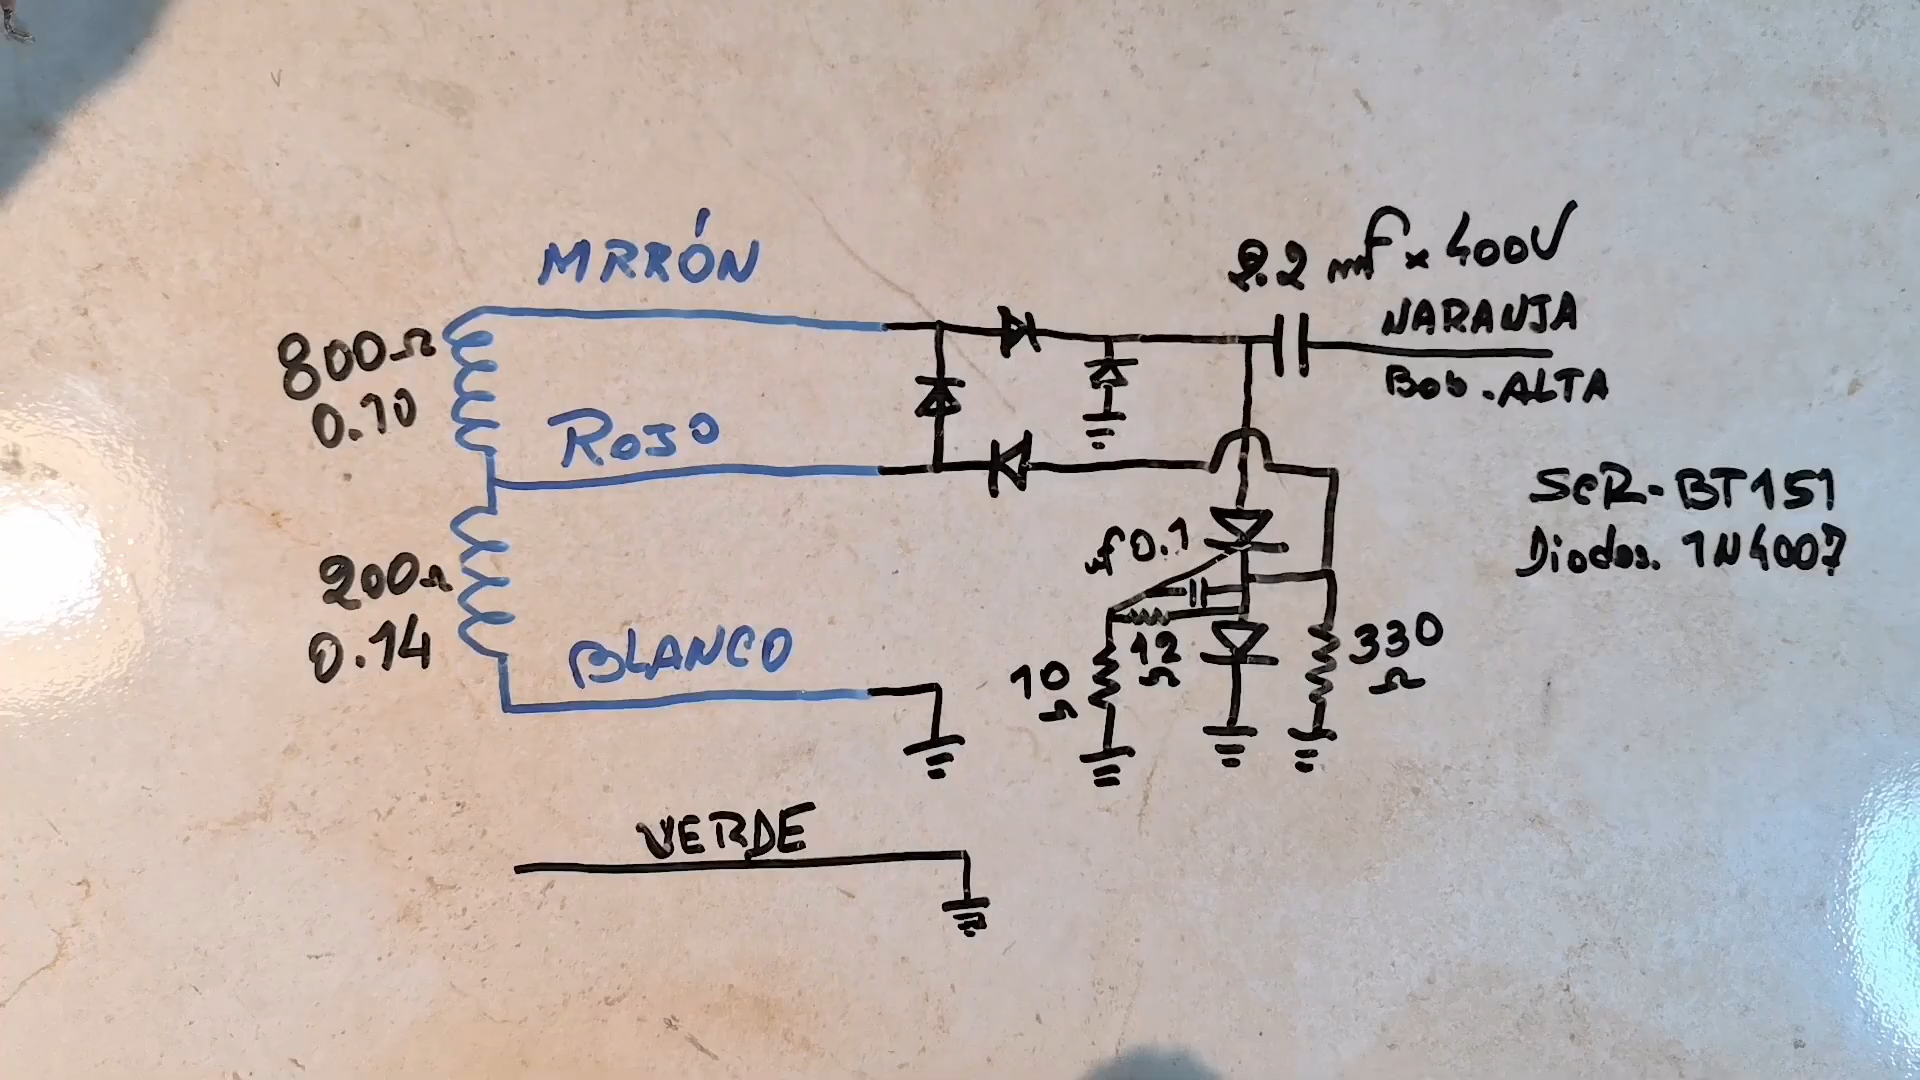 MRRÓN
2.2 mf x 400V
NARANJA
Bob. ALTA
800Ω
0.10
ROJO
SCR-BT151
Diodos. 1N4007
f 0.1
200Ω
0.14
BLANCO
12
Ω
10
Ω
330
Ω
VERDE